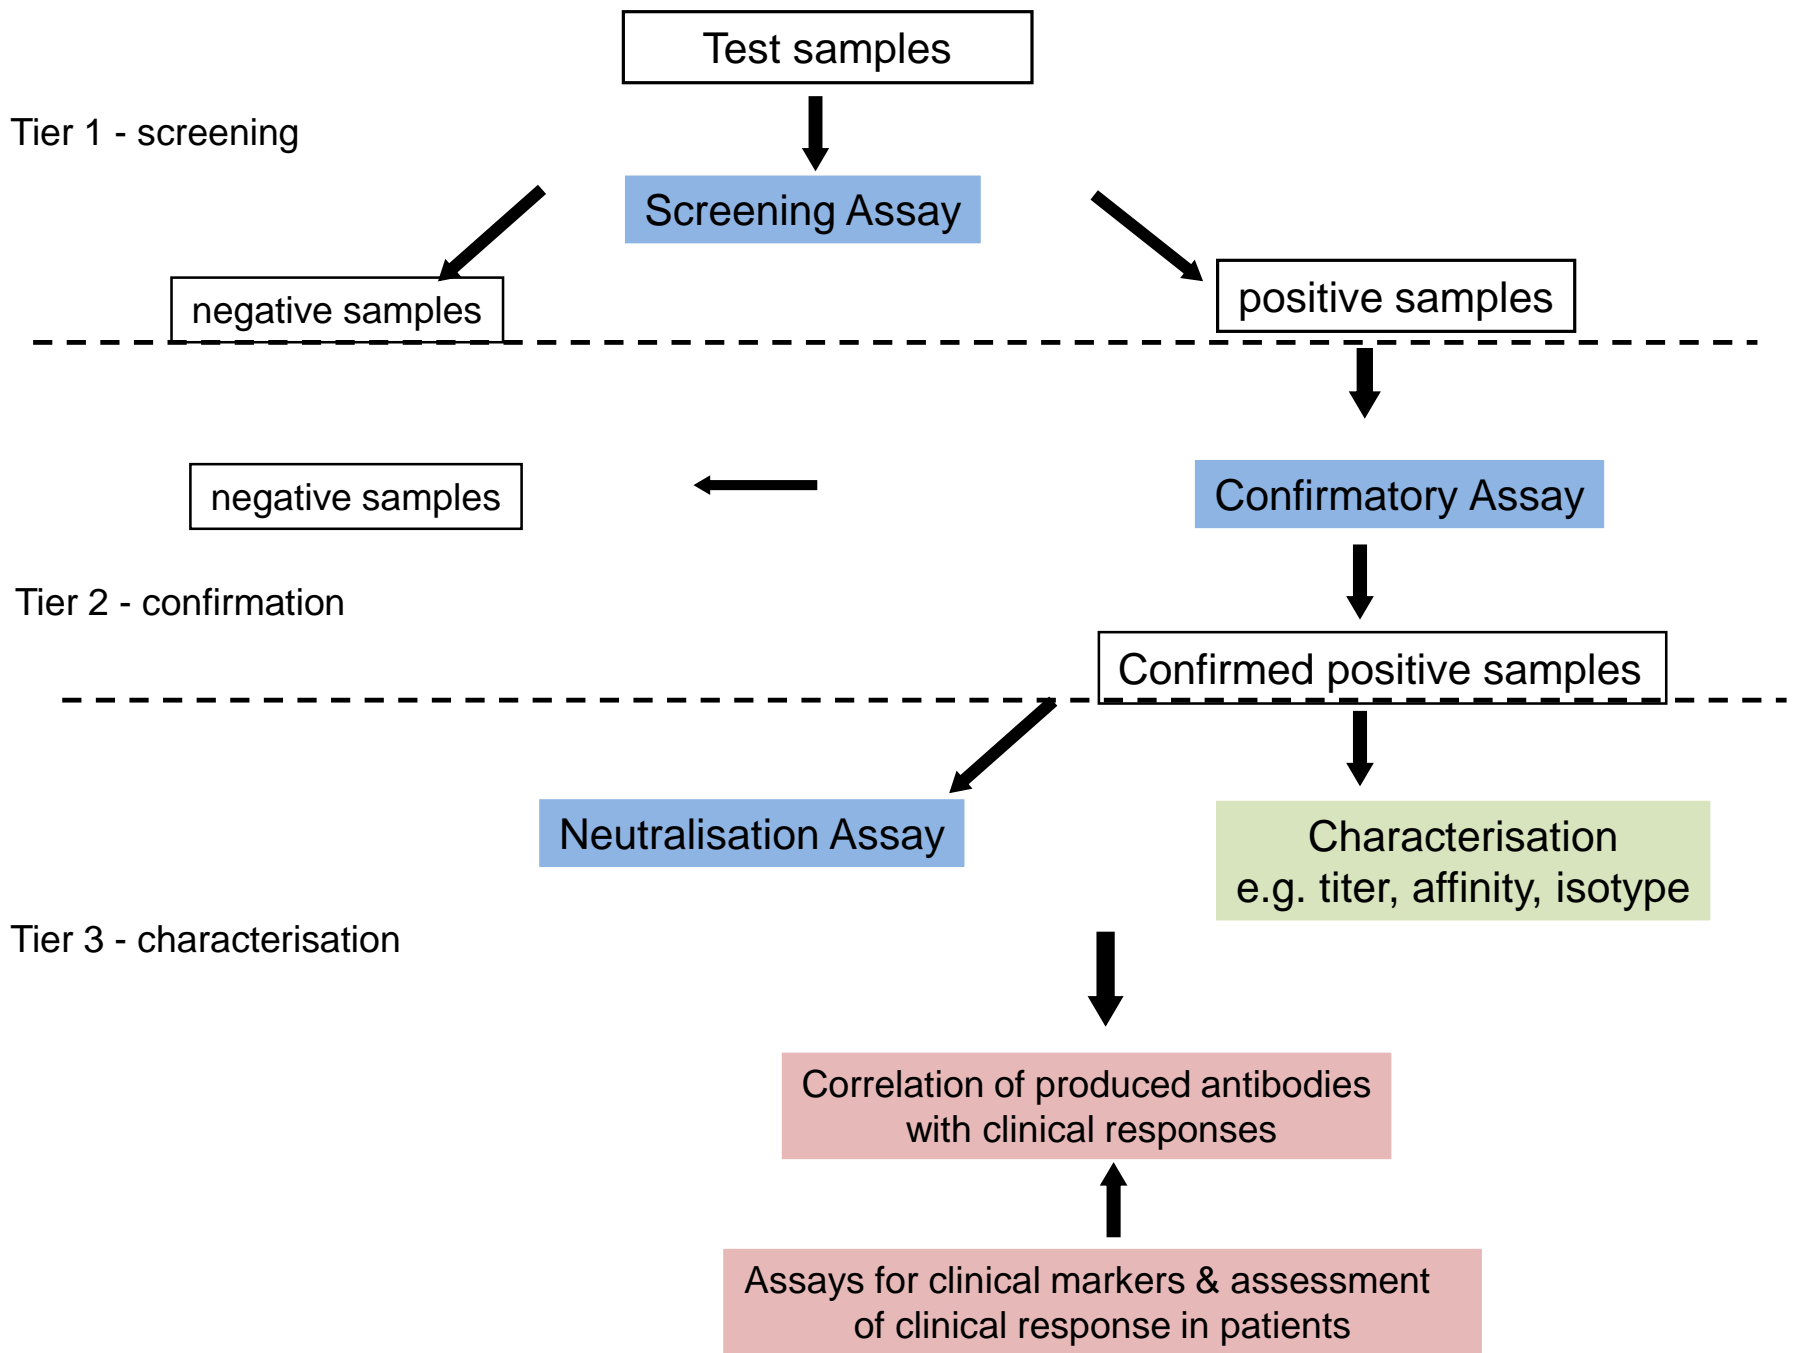 Test samples
Tier 1 - screening
Screening Assay
negative samples
positive samples
negative samples
Confirmatory Assay
Tier 2 - confirmation
Confirmed positive samples
Neutralisation Assay
Characterisation
e.g. titer, affinity, isotype
Tier 3 - characterisation
Correlation of produced antibodies
with clinical responses
Assays for clinical markers & assessment
of clinical response in patients